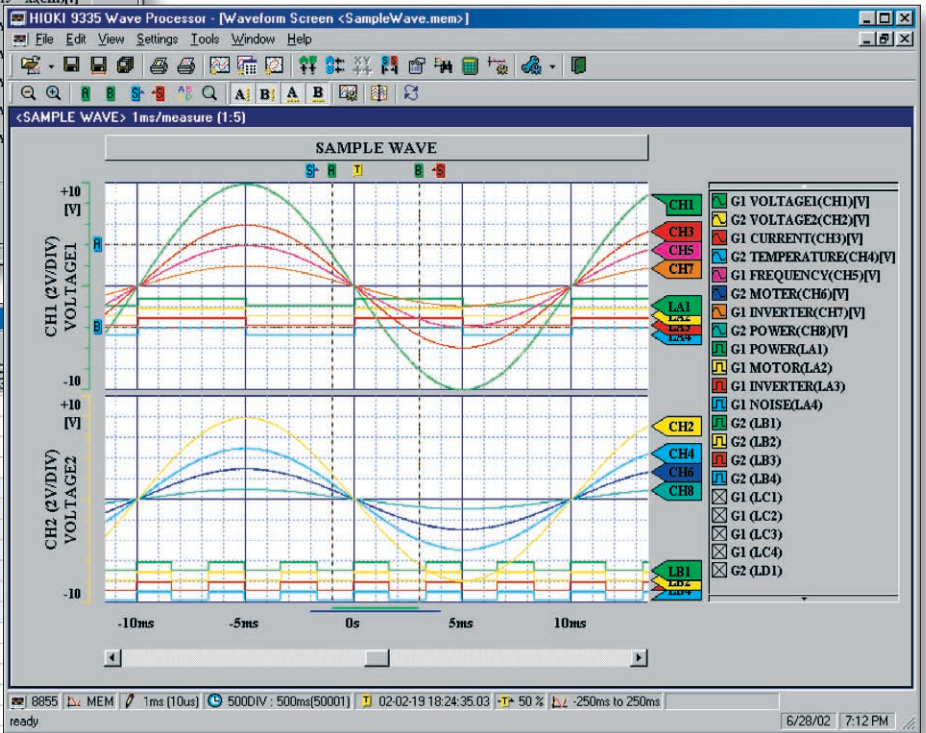 HIOKI 9335 Wave Processor - [Waveform Screen <SampleWave.mem>]
File Edit View Settings Tools Window Help
A B S S
A B A B
<SAMPLE WAVE> 1ms/measure (1:5)
SAMPLE WAVE
S A T B S
+10
[V]
A
CH1 (2V/DIV)
VOLTAGE1
B
-10
CH1
CH3
CH5
CH7
LA1
LA2
LA3
LA4
+10
[V]
CH2 (2V/DIV)
VOLTAGE2
-10
CH2
CH4
CH6
CH8
LB1
LB2
LB4
-10ms -5ms 0s 5ms 10ms
G1 VOLTAGE1(CH1)[V]
G2 VOLTAGE2(CH2)[V]
G1 CURRENT(CH3)[V]
G2 TEMPERATURE(CH4)[V]
G1 FREQUENCY(CH5)[V]
G2 MOTER(CH6)[V]
G1 INVERTER(CH7)[V]
G2 POWER(CH8)[V]
G1 POWER(LA1)
G1 MOTOR(LA2)
G1 INVERTER(LA3)
G1 NOISE(LA4)
G2 (LB1)
G2 (LB2)
G2 (LB3)
G2 (LB4)
G1 (LC1)
G1 (LC2)
G1 (LC3)
G1 (LC4)
G2 (LD1)
8855 MEM 1ms (10us) 500DIV : 500ms(50001) T 02-02-19 18:24:35.03 -T- 50 % -250ms to 250ms
ready 6/28/02 7:12 PM